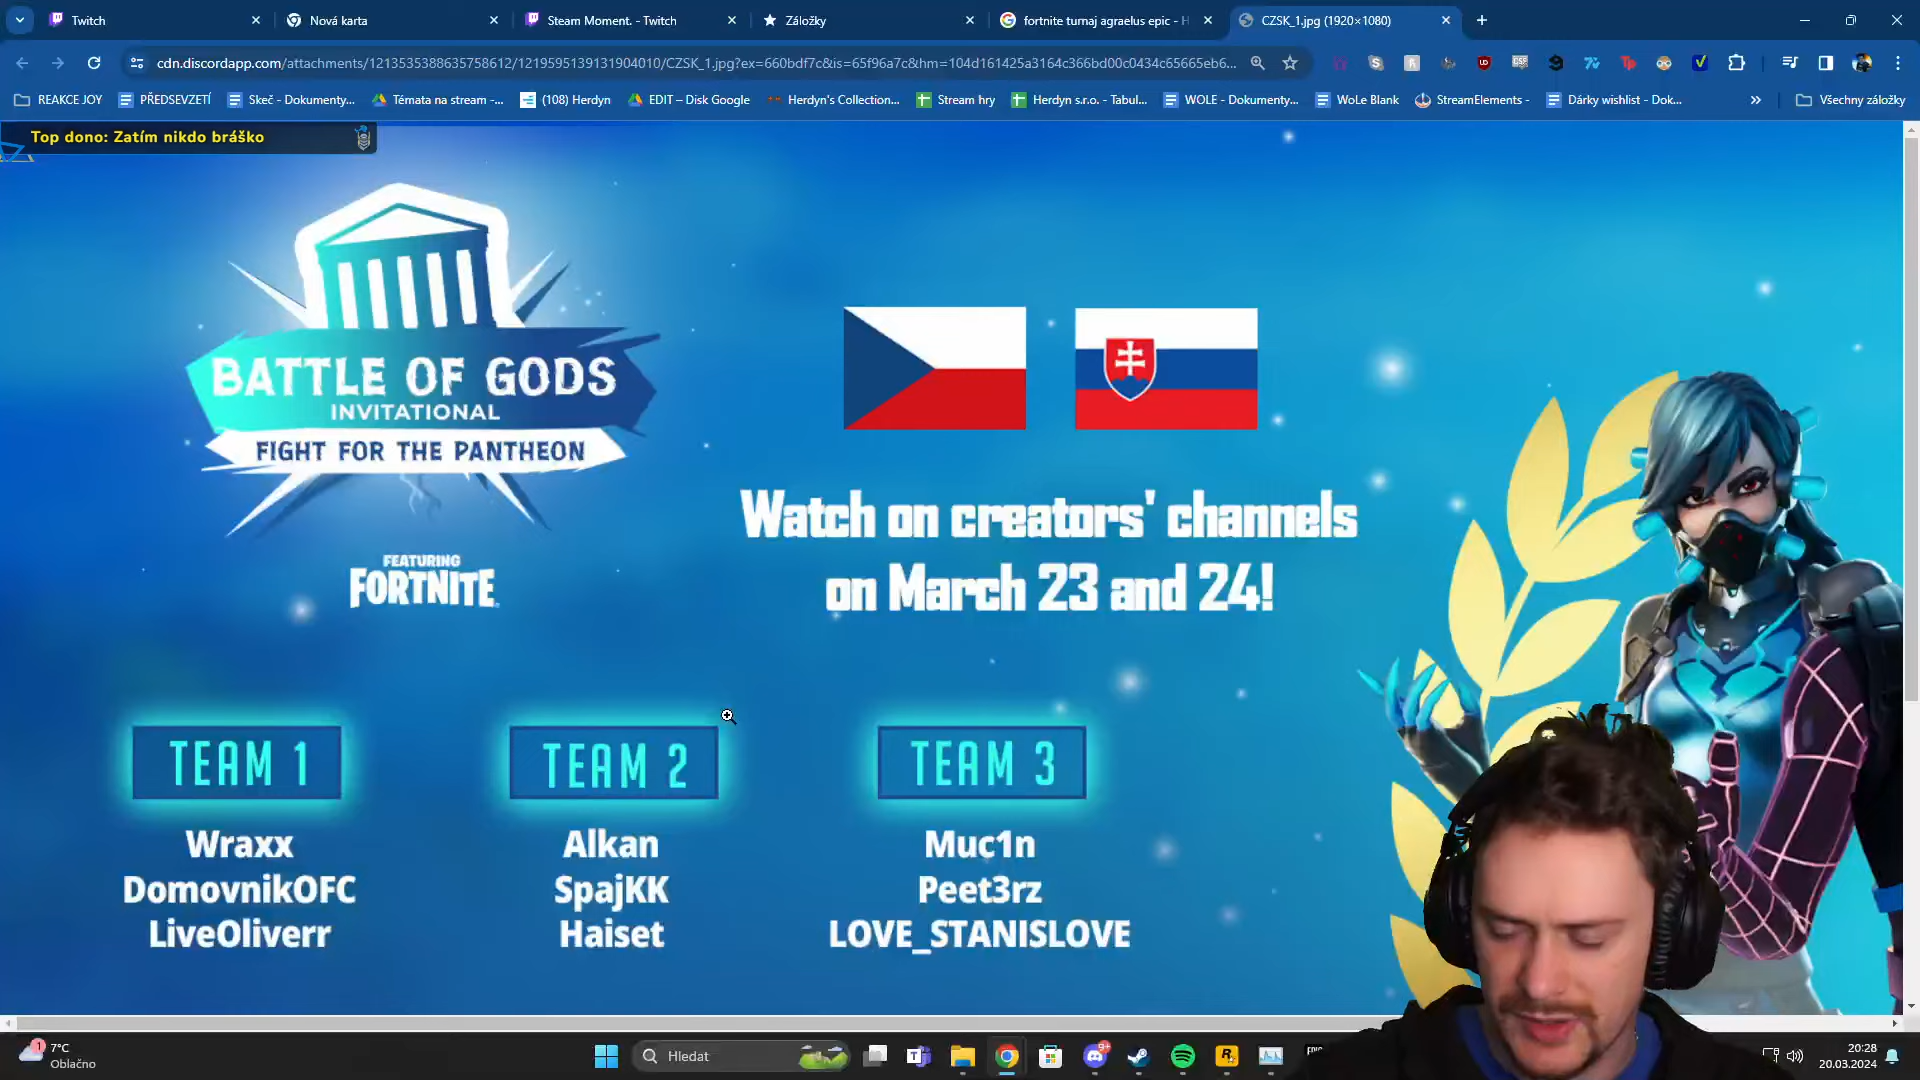 Twitch
Nová karta
Steam Moment. - Twitch
Záložky
fortnite turnaj agraelus epic - H
CZSK_1.jpg (1920×1080)
cdn.discordapp.com/attachments/1213535388635758612/1219595139131904010/CZSK_1.jpg?ex=660bdf7c&is=65f96a7c&hm=104d161425a3164c366bd00c0434c65665eb6...
REAKCE JOY
PŘEDSEVZETÍ
Skeč - Dokumenty...
Témata na stream -...
(108) Herdyn
EDIT – Disk Google
Herdyn's Collection...
Stream hry
Herdyn s.r.o. - Tabul...
WOLE - Dokumenty...
WoLe Blank
StreamElements -
Dárky wishlist - Dok...
Všechny záložky
Top dono: Zatím nikdo bráško
BATTLE OF GODS
INVITATIONAL
FIGHT FOR THE PANTHEON
FEATURING
FORTNITE
Watch on creators' channels
on March 23 and 24!
TEAM 1
Wraxx
DomovnikOFC
LiveOliverr
TEAM 2
Alkan
SpajKK
Haiset
TEAM 3
Muc1n
Peet3rz
LOVE_STANISLOVE
1
7°C
Oblačno
Hledat
9+
EPIC
20:28
20.03.2024